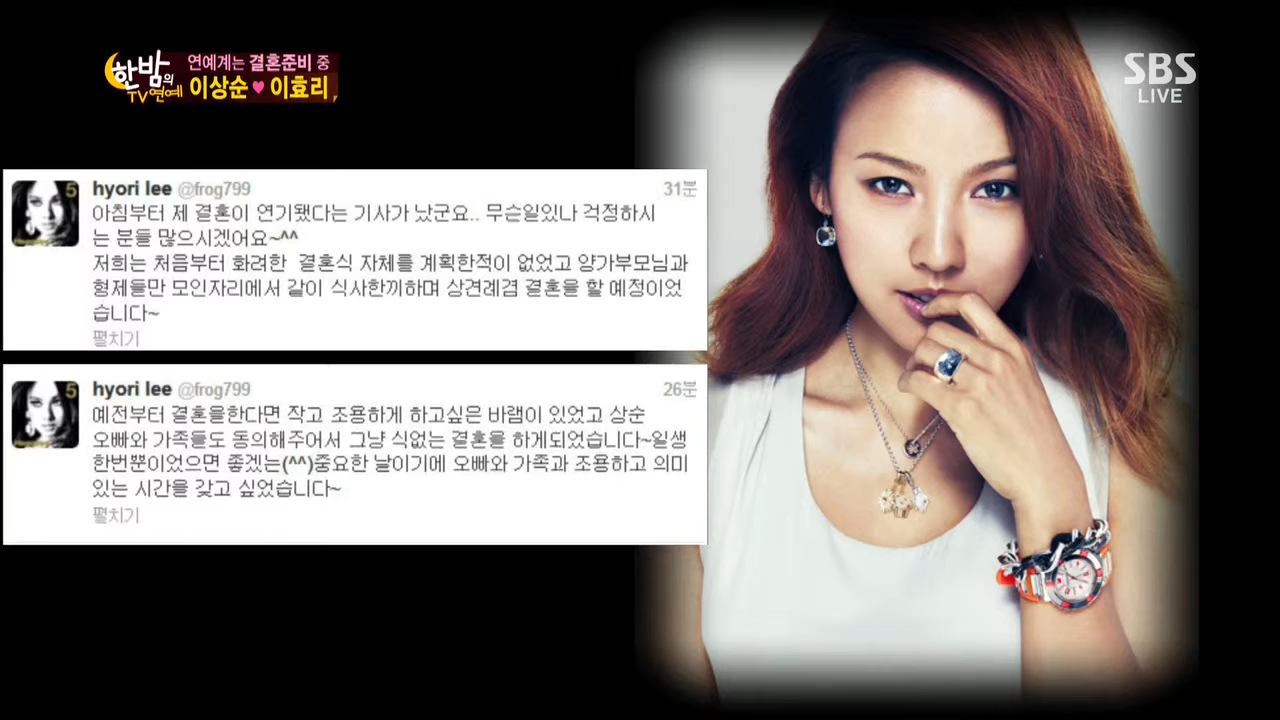 한밤의
TV연예
연예계는 결혼준비 중
이상순♥이효리
SBS
LIVE
hyori lee @frog799
31분
아침부터 제 결혼이 연기됐다는 기사가 났군요.. 무슨일있나 걱정하시
는 분들 많으시겠어요~^^
저희는 처음부터 화려한 결혼식 자체를 계획한적이 없었고 양가부모님과
형제들만 모인자리에서 같이 식사한끼하며 상견례겸 결혼을 할 예정이었
습니다~
펼치기
hyori lee @frog799
26분
예전부터 결혼을한다면 작고 조용하게 하고싶은 바램이 있었고 상순
오빠와 가족들도 동의해주어서 그냥 식없는 결혼을 하게되었습니다~일생
한번뿐이었으면 좋겠는(^^)중요한 날이기에 오빠와 가족과 조용하고 의미
있는 시간을 갖고 싶었습니다~
펼치기